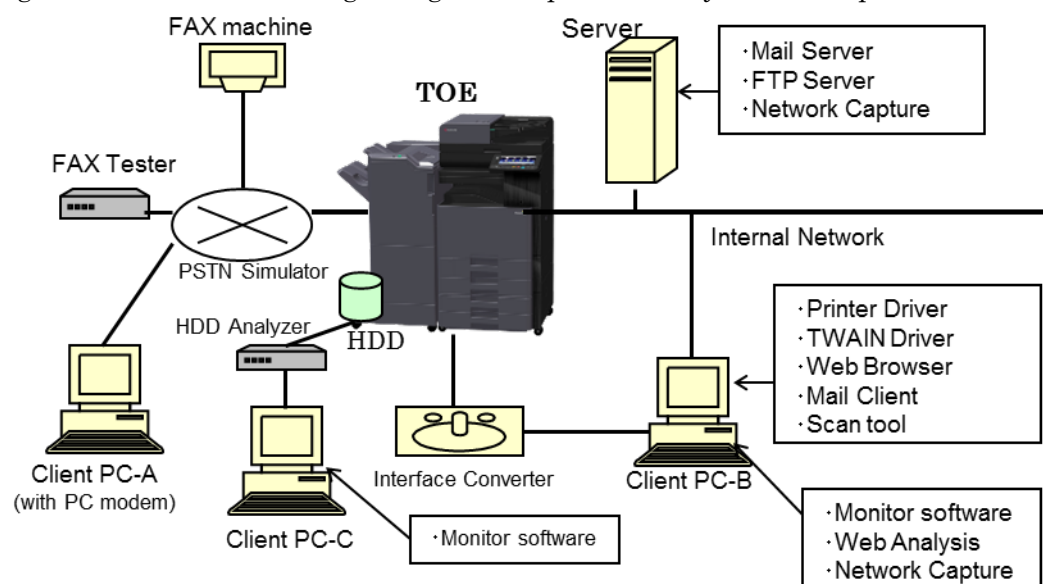 FAX machine
Server
・Mail Server
・FTP Server
・Network Capture
TOE
FAX Tester
PSTN Simulator
Internal Network
HDD Analyzer
HDD
・Printer Driver
・TWAIN Driver
・Web Browser
・Mail Client
・Scan tool
Client PC-A
(with PC modem)
Interface Converter
Client PC-B
Client PC-C
・Monitor software
・Monitor software
・Web Analysis
・Network Capture